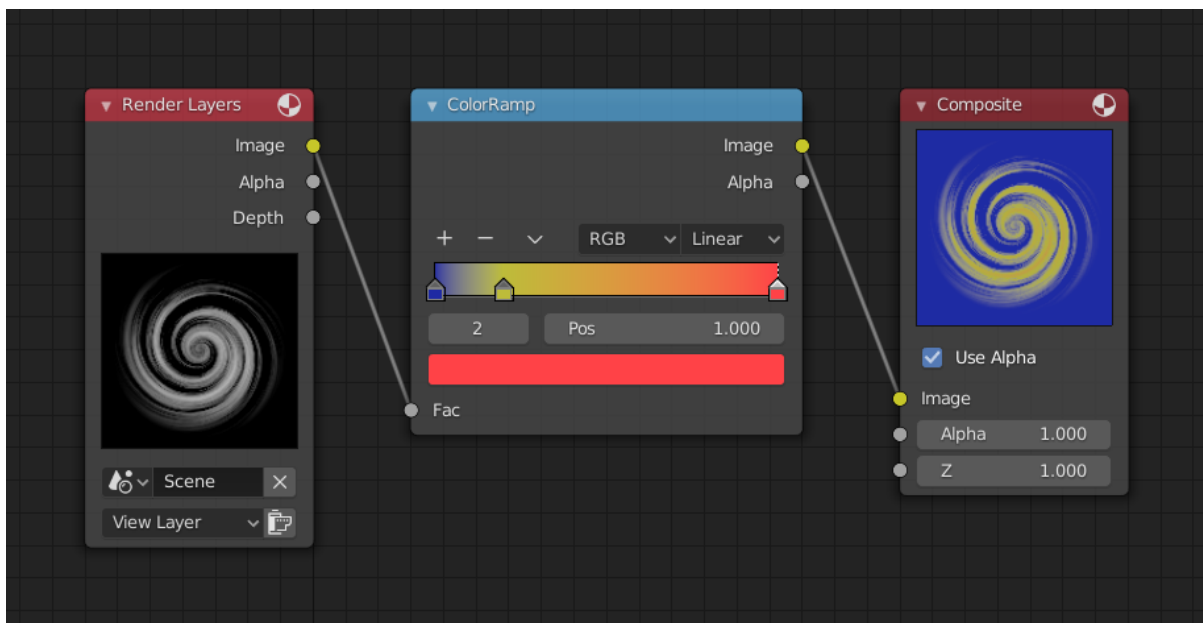 Render Layers
Image
Alpha
Depth
Scene
View Layer
ColorRamp
Image
Alpha
RGB
Linear
2
Pos 1.000
Fac
Composite
Use Alpha
Image
Alpha 1.000
Z 1.000